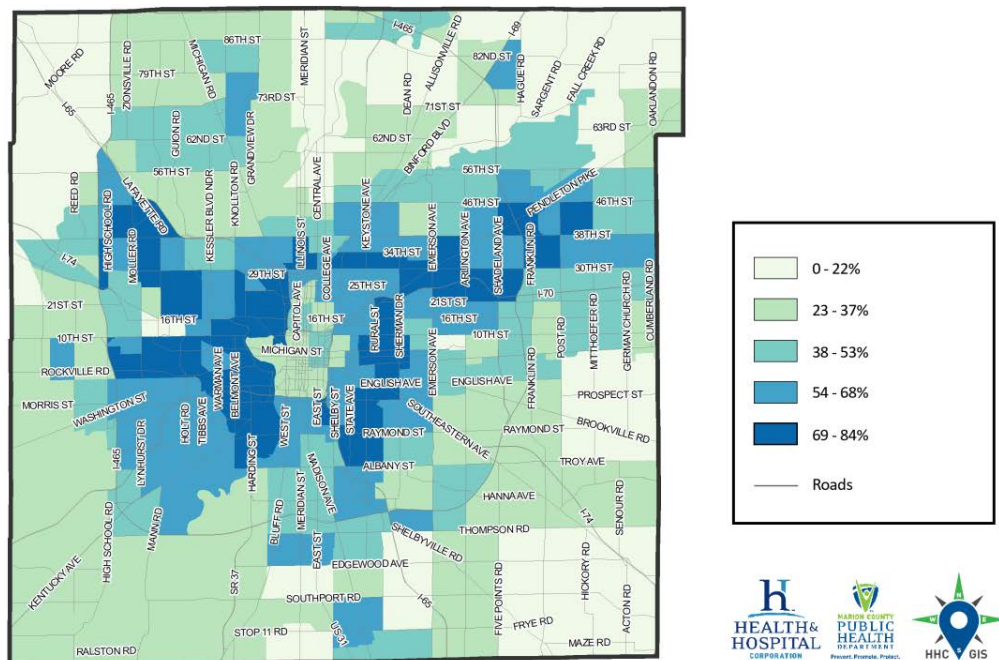 I-465
I-69
86TH ST
MICHIGAN RD
MERIDIAN ST
ALLISONVILLE RD
82ND ST
MOORE RD
ZIONSVILLE RD
79TH ST
HAGUE RD
SARGENT RD
FALL CREEK RD
OAKLANDON RD
I-65
I-465
73RD ST
DEAN RD
71ST ST
GUION RD
62ND ST
GRANDVIEW DR
62ND ST
BINFORD BLVD
63RD ST
56TH ST
KNOLLTON RD
CENTRAL AVE
56TH ST
REED RD
LAFAYETTE RD
KESSLER BLVD NDR
KEYSTONE AVE
46TH ST
PENDLETON PIKE
46TH ST
HIGH SCHOOL RD
MOLLER RD
ILLINOIS ST
COLLEGE AVE
34TH ST
EMERSON AVE
ARLINGTON AVE
SHADELAND AVE
FRANKLIN RD
38TH ST
I-74
29TH ST
25TH ST
30TH ST
21ST ST
16TH ST
CAPITOL AVE
16TH ST
RURAL ST
SHERMAN DR
21ST ST
16TH ST
I-70
10TH ST
10TH ST
POST RD
MITTHOEFER RD
GERMAN CHURCH RD
CUMBERLAND RD
MICHIGAN ST
ROCKVILLE RD
WARMAN AVE
BELMONT AVE
ENGLISH AVE
EMERSON AVE
ENGLISH AVE
FRANKLIN RD
MORRIS ST
WASHINGTON ST
HOLT RD
TIBBS AVE
WEST ST
EAST ST
SHELBY ST
STATE AVE
SOUTHEASTERN AVE
PROSPECT ST
BROOKVILLE RD
RAYMOND ST
RAYMOND ST
I-465
LYNHURST DR
HARDING ST
MADISON AVE
ALBANY ST
TROY AVE
HIGH SCHOOL RD
MANN RD
BLUFF RD
MERIDIAN ST
HANNA AVE
I-74
SENOUR RD
EAST ST
SHELBYVILLE RD
THOMPSON RD
KENTUCKY AVE
SR 37
EDGEWOOD AVE
FIVE POINTS RD
HICKORY RD
ACTON RD
SOUTHPORT RD
I-65
US-31
FRYE RD
STOP 11 RD
RALSTON RD
MAZE RD
0 - 22%
23 - 37%
38 - 53%
54 - 68%
69 - 84%
Roads
h
HEALTH &
HOSPITAL
CORPORATION
MARION COUNTY
PUBLIC
HEALTH
DEPARTMENT
Prevent. Promote. Protect.
N
W
E
S
HHC GIS